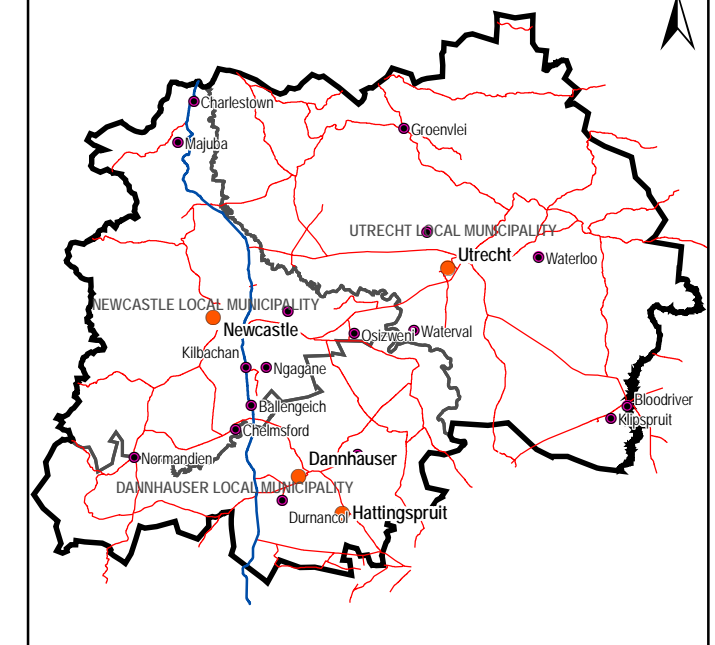 Charlestown
Groenvlei
Majuba
UTRECHT LOCAL MUNICIPALITY
Utrecht
Waterloo
NEWCASTLE LOCAL MUNICIPALITY
Newcastle
Osizweni
Waterval
Kilbachan
Ngagane
Ballengeich
Bloodriver
Klipspruit
Chelmsford
Normandien
Dannhauser
DANNHAUSER LOCAL MUNICIPALITY
Durnancol
Hattingspruit